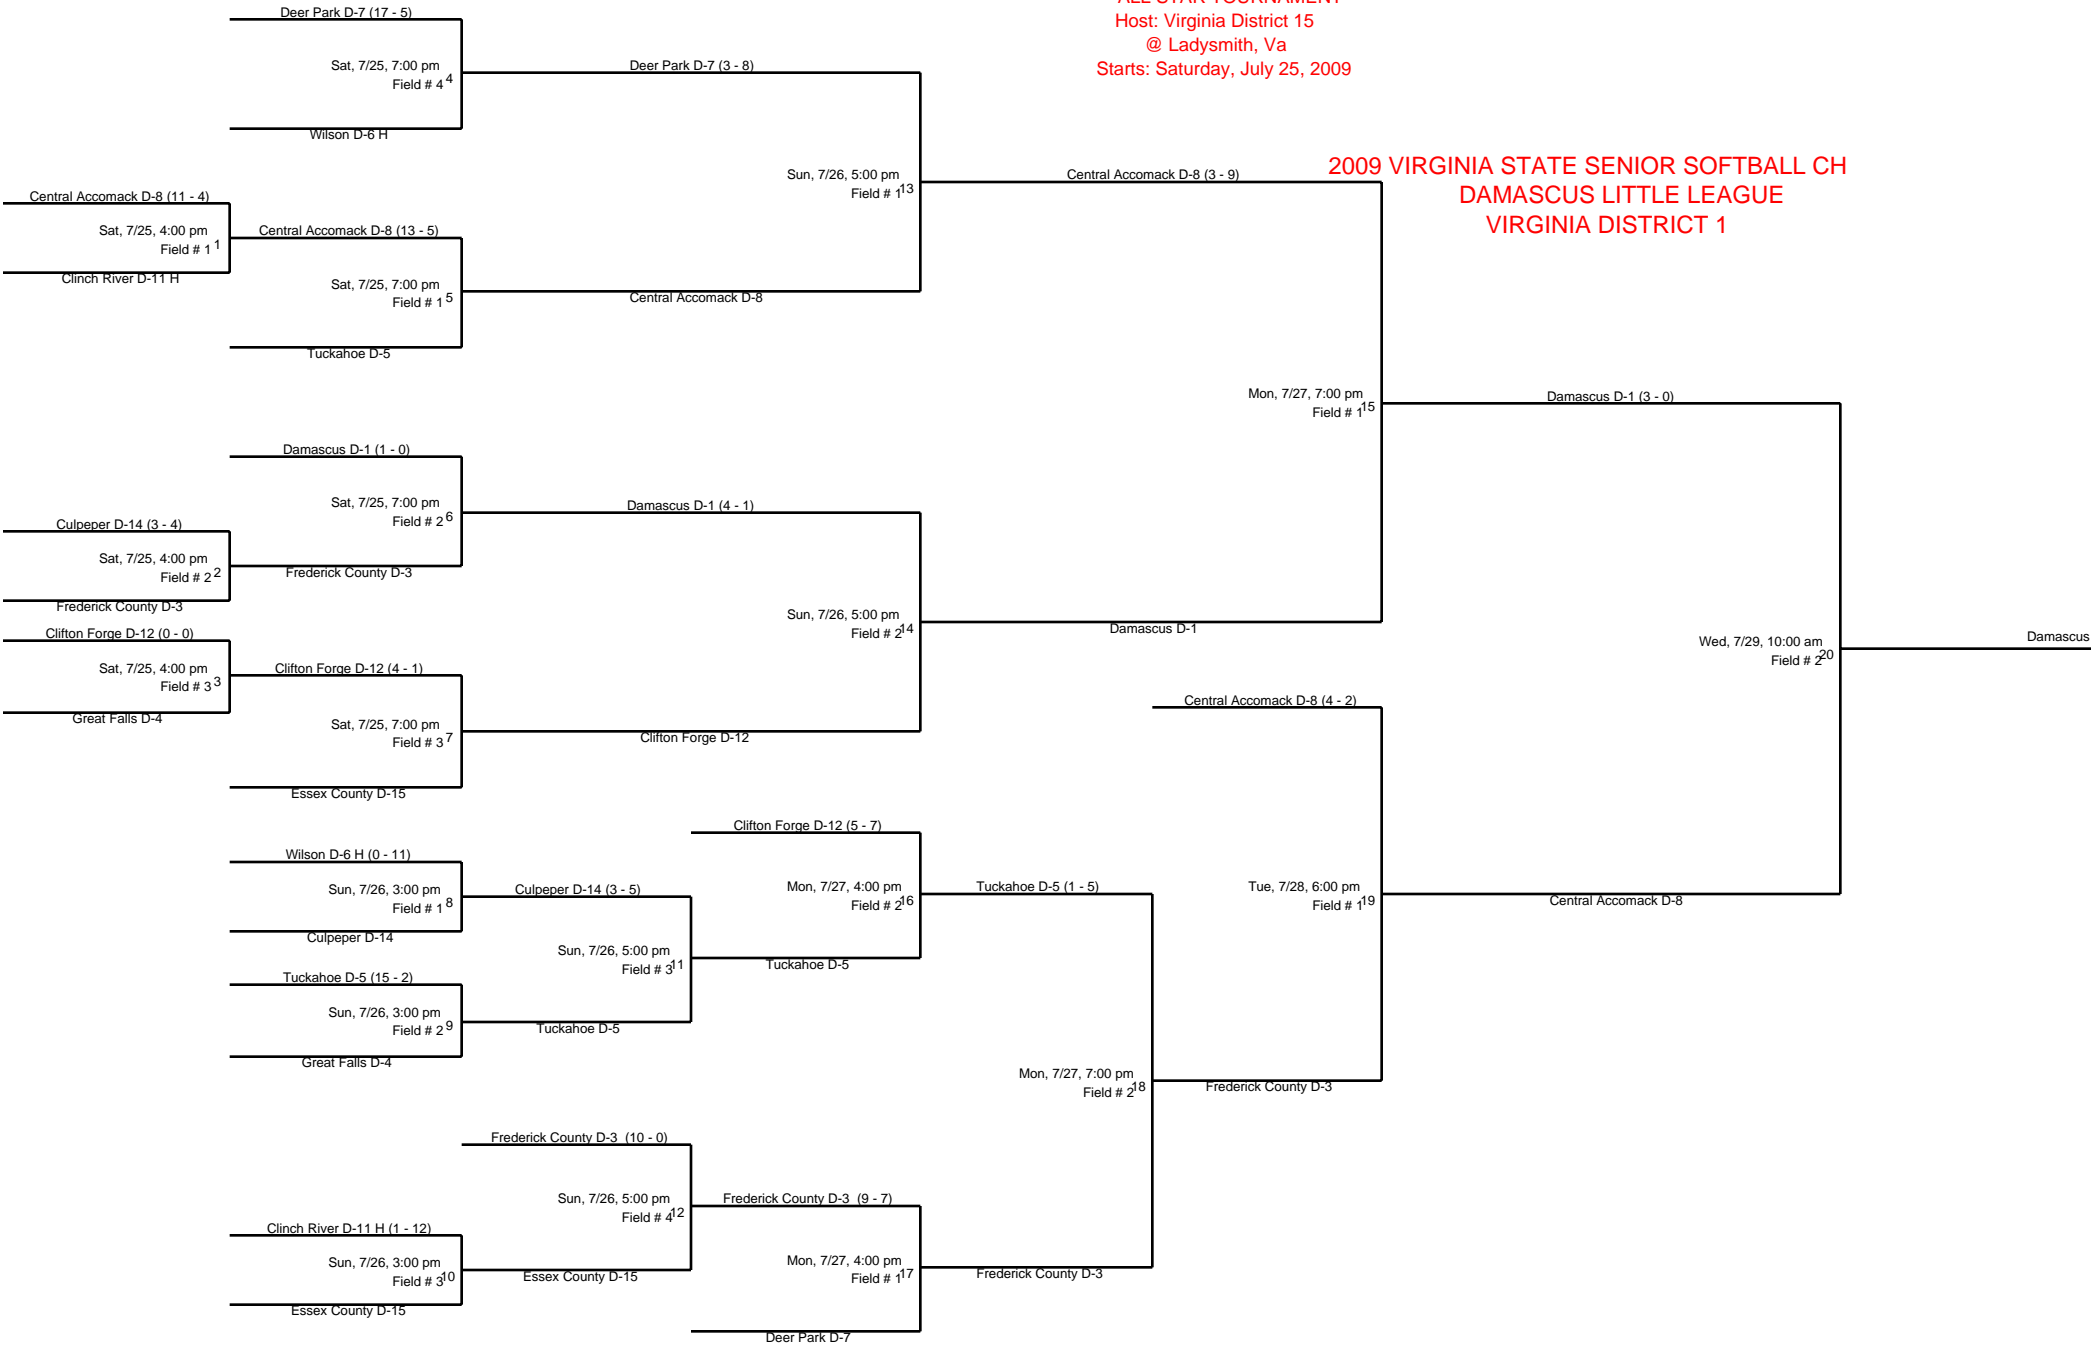 ALL STAR TOURNAMENT
Host: Virginia District 15
@ Ladysmith, Va
Starts: Saturday, July 25, 2009
2009 VIRGINIA STATE SENIOR SOFTBALL CH
DAMASCUS LITTLE LEAGUE
VIRGINIA DISTRICT 1
Deer Park D-7 (17 - 5)
Sat, 7/25, 7:00 pm
Field # 4 4
Wilson D-6 H
Deer Park D-7 (3 - 8)
Central Accomack D-8 (11 - 4)
Sat, 7/25, 4:00 pm
Field # 1 1
Clinch River D-11 H
Central Accomack D-8 (13 - 5)
Sat, 7/25, 7:00 pm
Field # 1 5
Tuckahoe D-5
Sun, 7/26, 5:00 pm
Field # 1 13
Central Accomack D-8
Central Accomack D-8 (3 - 9)
Mon, 7/27, 7:00 pm
Field # 1 15
Damascus D-1 (3 - 0)
Damascus D-1 (1 - 0)
Sat, 7/25, 7:00 pm
Field # 2 6
Frederick County D-3
Culpeper D-14 (3 - 4)
Sat, 7/25, 4:00 pm
Field # 2 2
Frederick County D-3
Damascus D-1 (4 - 1)
Clifton Forge D-12 (0 - 0)
Sat, 7/25, 4:00 pm
Field # 3 3
Great Falls D-4
Clifton Forge D-12 (4 - 1)
Sat, 7/25, 7:00 pm
Field # 3 7
Essex County D-15
Sun, 7/26, 5:00 pm
Field # 2 14
Clifton Forge D-12
Damascus D-1
Wed, 7/29, 10:00 am
Field # 2 20
Damascus
Central Accomack D-8 (4 - 2)
Wilson D-6 H (0 - 11)
Sun, 7/26, 3:00 pm
Field # 1 8
Culpeper D-14
Culpeper D-14 (3 - 5)
Sun, 7/26, 5:00 pm
Field # 3 11
Tuckahoe D-5
Tuckahoe D-5 (15 - 2)
Sun, 7/26, 3:00 pm
Field # 2 9
Great Falls D-4
Clifton Forge D-12 (5 - 7)
Mon, 7/27, 4:00 pm
Field # 2 16
Tuckahoe D-5
Tuckahoe D-5 (1 - 5)
Tue, 7/28, 6:00 pm
Field # 1 19
Central Accomack D-8
Mon, 7/27, 7:00 pm
Field # 2 18
Frederick County D-3
Frederick County D-3 (10 - 0)
Sun, 7/26, 5:00 pm
Field # 4 12
Frederick County D-3 (9 - 7)
Clinch River D-11 H (1 - 12)
Sun, 7/26, 3:00 pm
Field # 3 10
Essex County D-15
Essex County D-15
Mon, 7/27, 4:00 pm
Field # 1 17
Frederick County D-3
Deer Park D-7